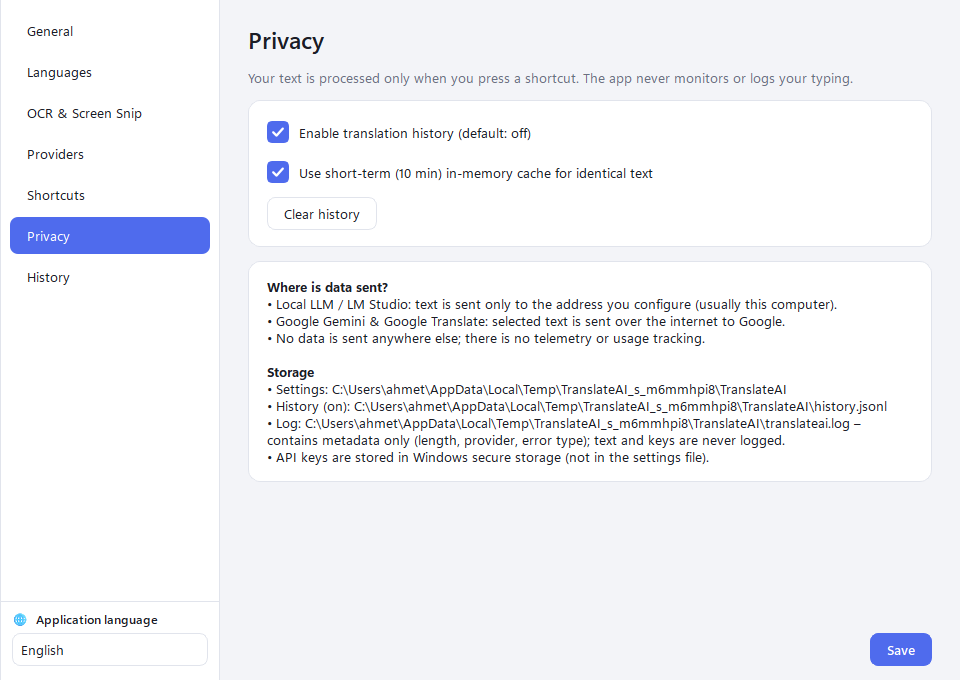 General
Languages
OCR & Screen Snip
Providers
Shortcuts
Privacy
History
Application language
English
Privacy
Your text is processed only when you press a shortcut. The app never monitors or logs your typing.
Enable translation history (default: off)
Use short-term (10 min) in-memory cache for identical text
Clear history
Where is data sent?
• Local LLM / LM Studio: text is sent only to the address you configure (usually this computer).
• Google Gemini & Google Translate: selected text is sent over the internet to Google.
• No data is sent anywhere else; there is no telemetry or usage tracking.
Storage
• Settings: C:\Users\ahmet\AppData\Local\Temp\TranslateAI_s_m6mmhpi8\TranslateAI
• History (on): C:\Users\ahmet\AppData\Local\Temp\TranslateAI_s_m6mmhpi8\TranslateAI\history.jsonl
• Log: C:\Users\ahmet\AppData\Local\Temp\TranslateAI_s_m6mmhpi8\TranslateAI\translateai.log –
contains metadata only (length, provider, error type); text and keys are never logged.
• API keys are stored in Windows secure storage (not in the settings file).
Save